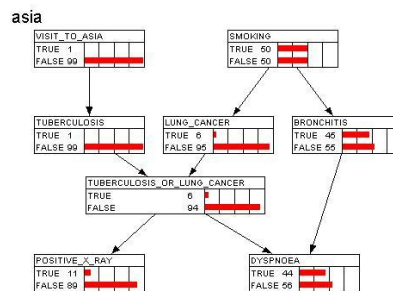 asia
VISIT_TO_ASIA
TRUE 1
FALSE 99
SMOKING
TRUE 50
FALSE 50
TUBERCULOSIS
TRUE 1
FALSE 99
LUNG_CANCER
TRUE 6
FALSE 95
BRONCHITIS
TRUE 45
FALSE 55
TUBERCULOSIS_OR_LUNG_CANCER
TRUE 6
FALSE 94
POSITIVE_X_RAY
TRUE 11
FALSE 89
DYSPNOEA
TRUE 44
FALSE 56